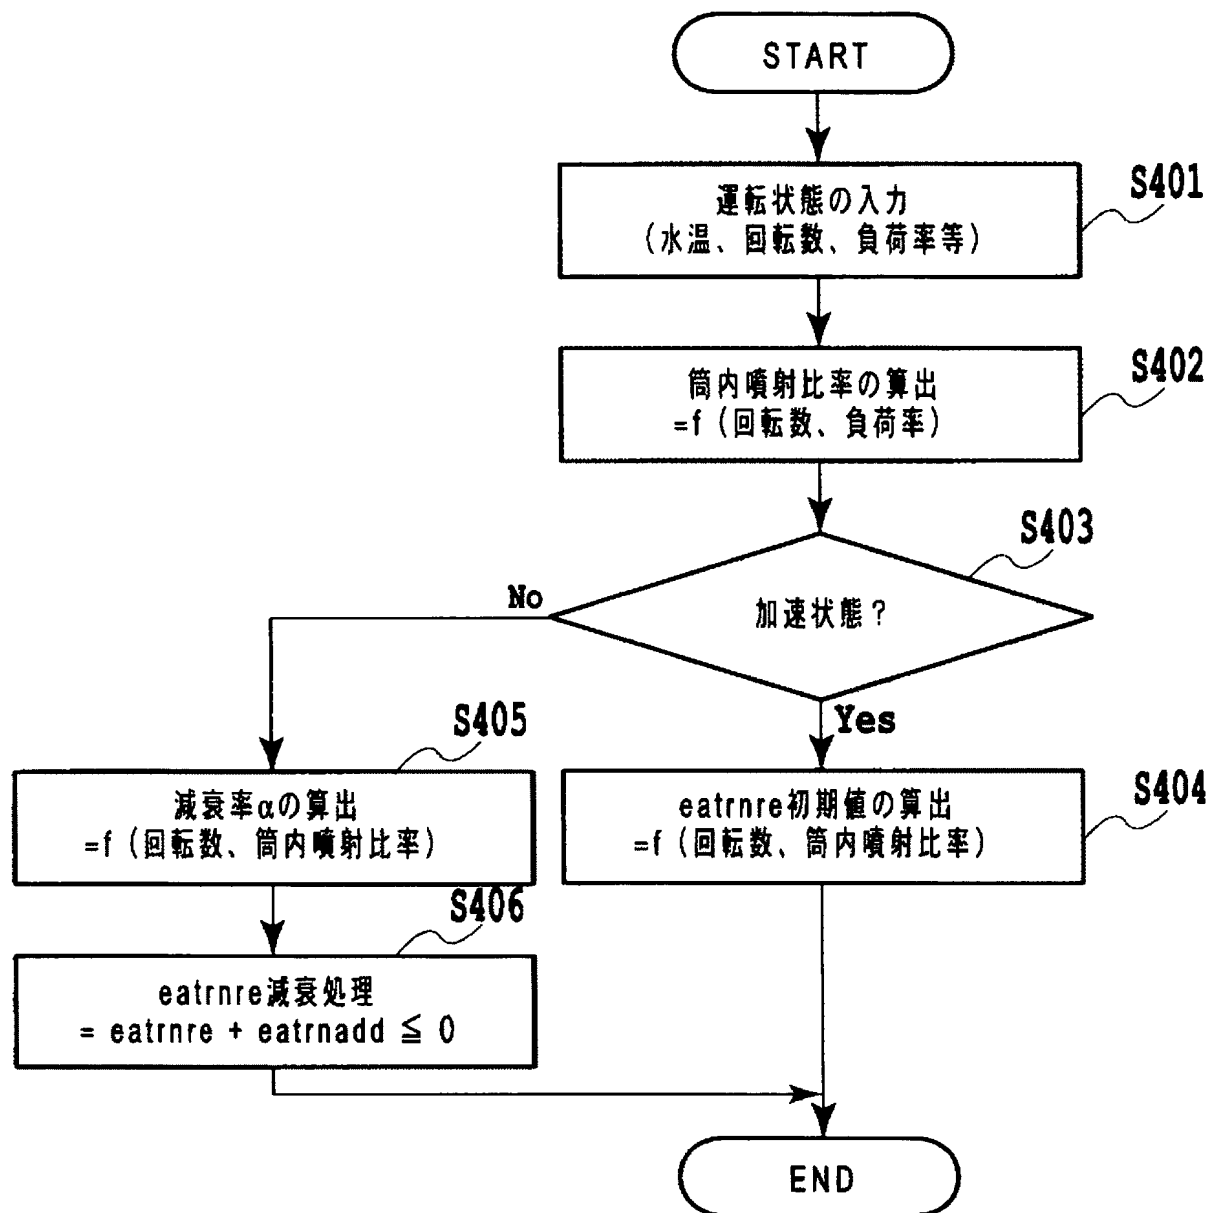 START
S401
運転状態の入力
(水温、回転数、負荷率等)
S402
筒内噴射比率の算出
=f(回転数、負荷率)
S403
加速状態?
No
Yes
S405
減衰率αの算出
=f(回転数、筒内噴射比率)
S404
eatrnre初期値の算出
=f(回転数、筒内噴射比率)
S406
eatrnre減衰処理
= eatrnre + eatrnadd ≦ 0
END